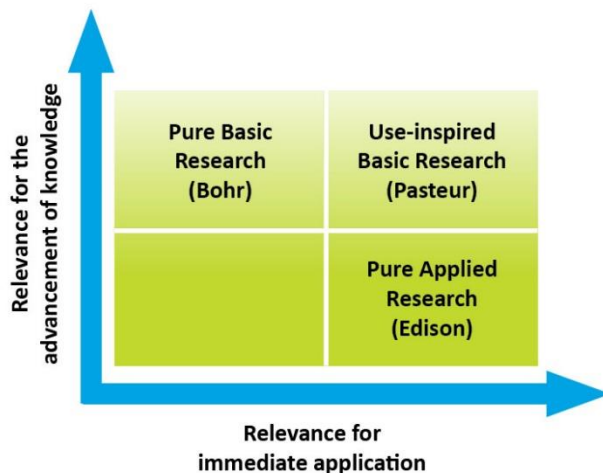 Relevance for the
advancement of knowledge
Pure Basic
Research
(Bohr)
Use-inspired
Basic Research
(Pasteur)
Pure Applied
Research
(Edison)
Relevance for
immediate application